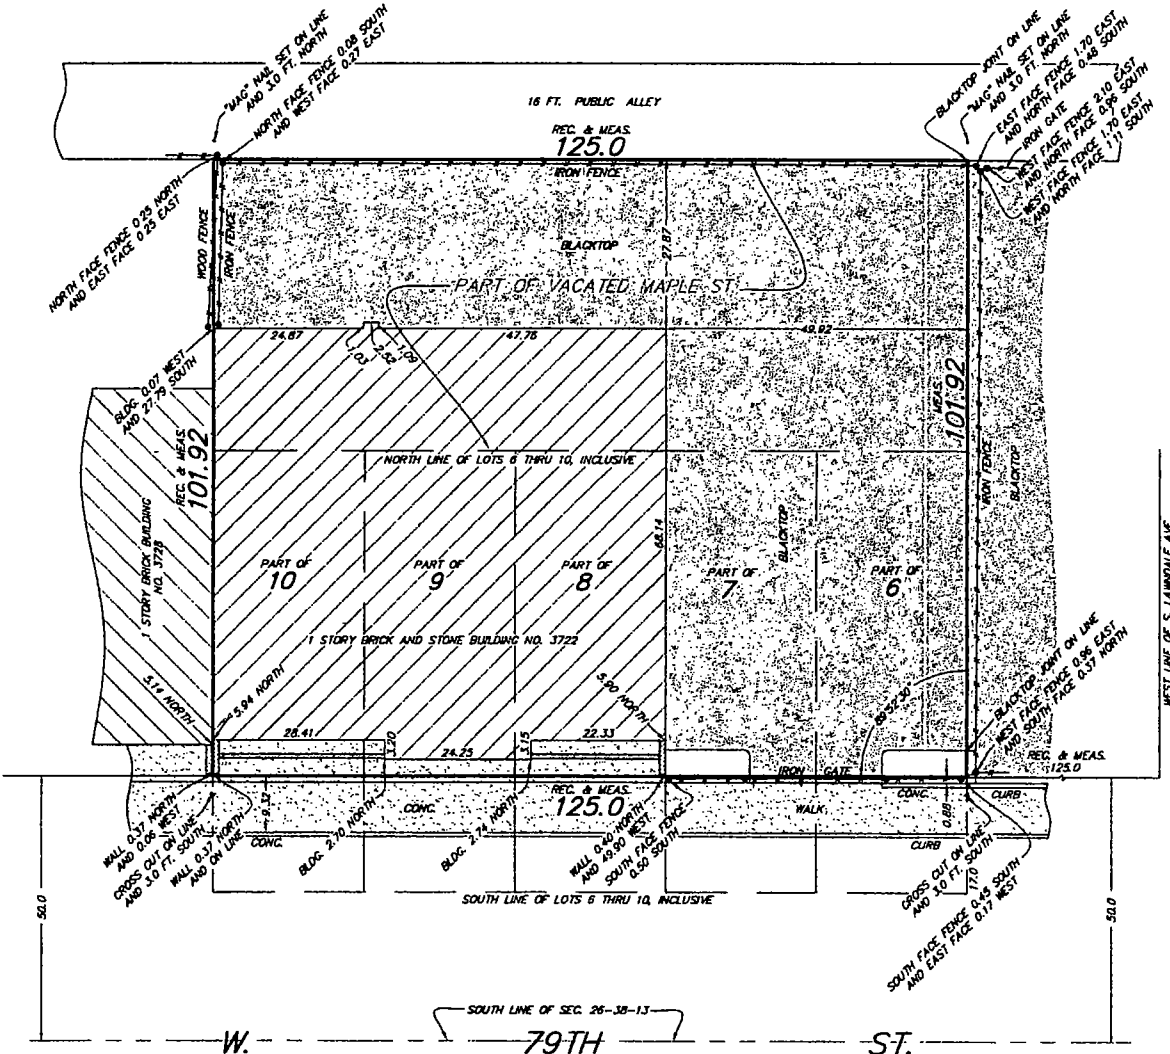 "MAG" NAIL SET ON LINE
AND 3.0 FT. NORTH
NORTH FACE FENCE 0.08 SOUTH
AND WEST FACE 0.27 EAST
BLACKTOP JOINT ON LINE
"MAG" NAIL SET ON LINE
AND 3.0 FT. NORTH
EAST FACE FENCE 1.70 EAST
AND NORTH FACE 0.48 SOUTH
IRON GATE
WEST FACE FENCE 2.10 EAST
AND NORTH FACE 0.96 SOUTH
WEST FACE FENCE 1.70 EAST
AND NORTH FACE 1.11 SOUTH
16 FT. PUBLIC ALLEY
REC. & MEAS.
125.0
IRON FENCE
NORTH FACE FENCE 0.25 NORTH
AND EAST FACE 0.25 EAST
WOOD FENCE
IRON FENCE
BLACKTOP
27.87
PART OF VACATED MAPLE ST.
24.87
1.03
2.52
1.09
47.76
49.92
BLDG. 0.07 WEST
AND 27.79 SOUTH
REC. & MEAS.
101.92
MEAS.
101.92
IRON FENCE
BLACKTOP
NORTH LINE OF LOTS 6 THRU 10, INCLUSIVE
1 STORY BRICK BUILDING
NO. 3728
68.14
BLACKTOP
PART OF
10
PART OF
9
PART OF
8
PART OF
7
PART OF
6
1 STORY BRICK AND STONE BUILDING NO. 3722
WEST LINE OF S. LAWNDALE AVE.
5.14 NORTH
5.94 NORTH
5.90 NORTH
89°57'30"
BLACKTOP JOINT ON LINE
WEST FACE FENCE 0.96 EAST
AND SOUTH FACE 0.37 NORTH
28.41
3.20
24.25
3.15
22.33
REC. & MEAS.
125.0
IRON GATE
REC. & MEAS.
125.0
9.32
CONC.
WALK
CONC.
CURB
0.88
CONC.
CURB
WALL 0.37 NORTH
AND 0.06 WEST
CROSS CUT ON LINE
AND 3.0 FT. SOUTH
WALL 0.37 NORTH
AND ON LINE
BLDG. 2.70 NORTH
BLDG. 2.74 NORTH
WALL 0.40 NORTH
AND 49.90 WEST
SOUTH FACE FENCE
0.50 SOUTH
CROSS CUT ON LINE
AND 3.0 FT. SOUTH
17.0
SOUTH FACE FENCE 0.45 SOUTH
AND EAST FACE 0.17 WEST
SOUTH LINE OF LOTS 6 THRU 10, INCLUSIVE
50.0
50.0
SOUTH LINE OF SEC. 26-38-13
W. 79TH ST.